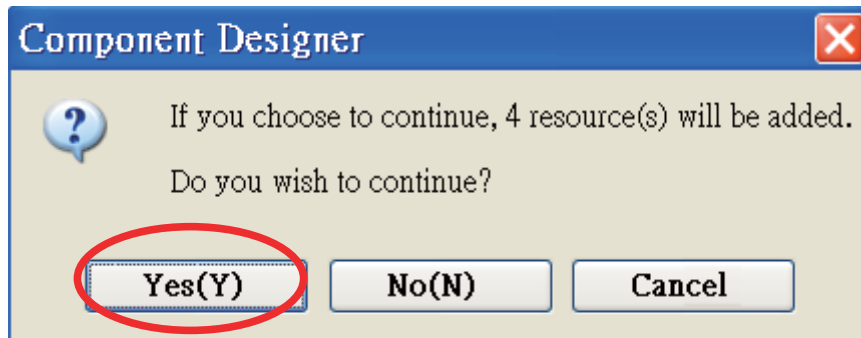 Component Designer
If you choose to continue, 4 resource(s) will be added.
Do you wish to continue?
Yes(Y) No(N) Cancel